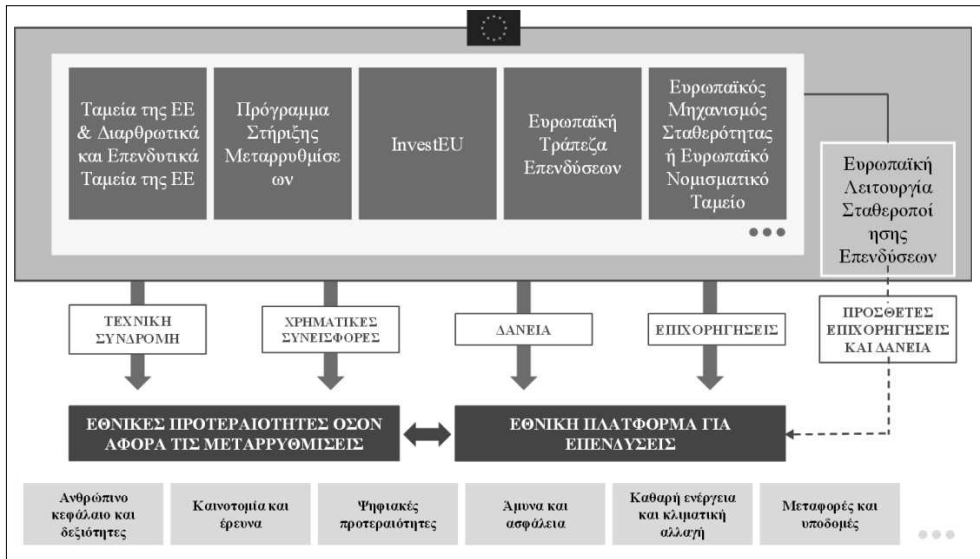 Ταμεία της ΕΕ
& Διαρθρωτικά
και Επενδυτικά
Ταμεία της ΕΕ
Πρόγραμμα
Στήριξης
Μεταρρυθμίσε
ων
InvestEU
Ευρωπαϊκή
Τράπεζα
Επενδύσεων
Ευρωπαϊκός
Μηχανισμός
Σταθερότητας
ή Ευρωπαϊκό
Νομισματικό
Ταμείο
Ευρωπαϊκή
Λειτουργία
Σταθεροποί
ησης
Επενδύσεων
ΤΕΧΝΙΚΗ
ΣΥΝΔΡΟΜΗ
ΧΡΗΜΑΤΙΚΕΣ
ΣΥΝΕΙΣΦΟΡΕΣ
ΔΑΝΕΙΑ
ΕΠΙΧΟΡΗΓΗΣΕΙΣ
ΠΡΟΣΘΕΤΕΣ
ΕΠΙΧΟΡΗΓΗΣΕΙΣ
ΚΑΙ ΔΑΝΕΙΑ
ΕΘΝΙΚΕΣ ΠΡΟΤΕΡΑΙΟΤΗΤΕΣ ΟΣΟΝ
ΑΦΟΡΑ ΤΙΣ ΜΕΤΑΡΡΥΘΜΙΣΕΙΣ
ΕΘΝΙΚΗ ΠΛΑΤΦΟΡΜΑ ΓΙΑ
ΕΠΕΝΔΥΣΕΙΣ
Ανθρώπινο
κεφάλαιο και
δεξιότητες
Καινοτομία και
έρευνα
Ψηφιακές
προτεραιότητες
Άμυνα και
ασφάλεια
Καθαρή ενέργεια
και κλιματική
αλλαγή
Μεταφορές και
υποδομές